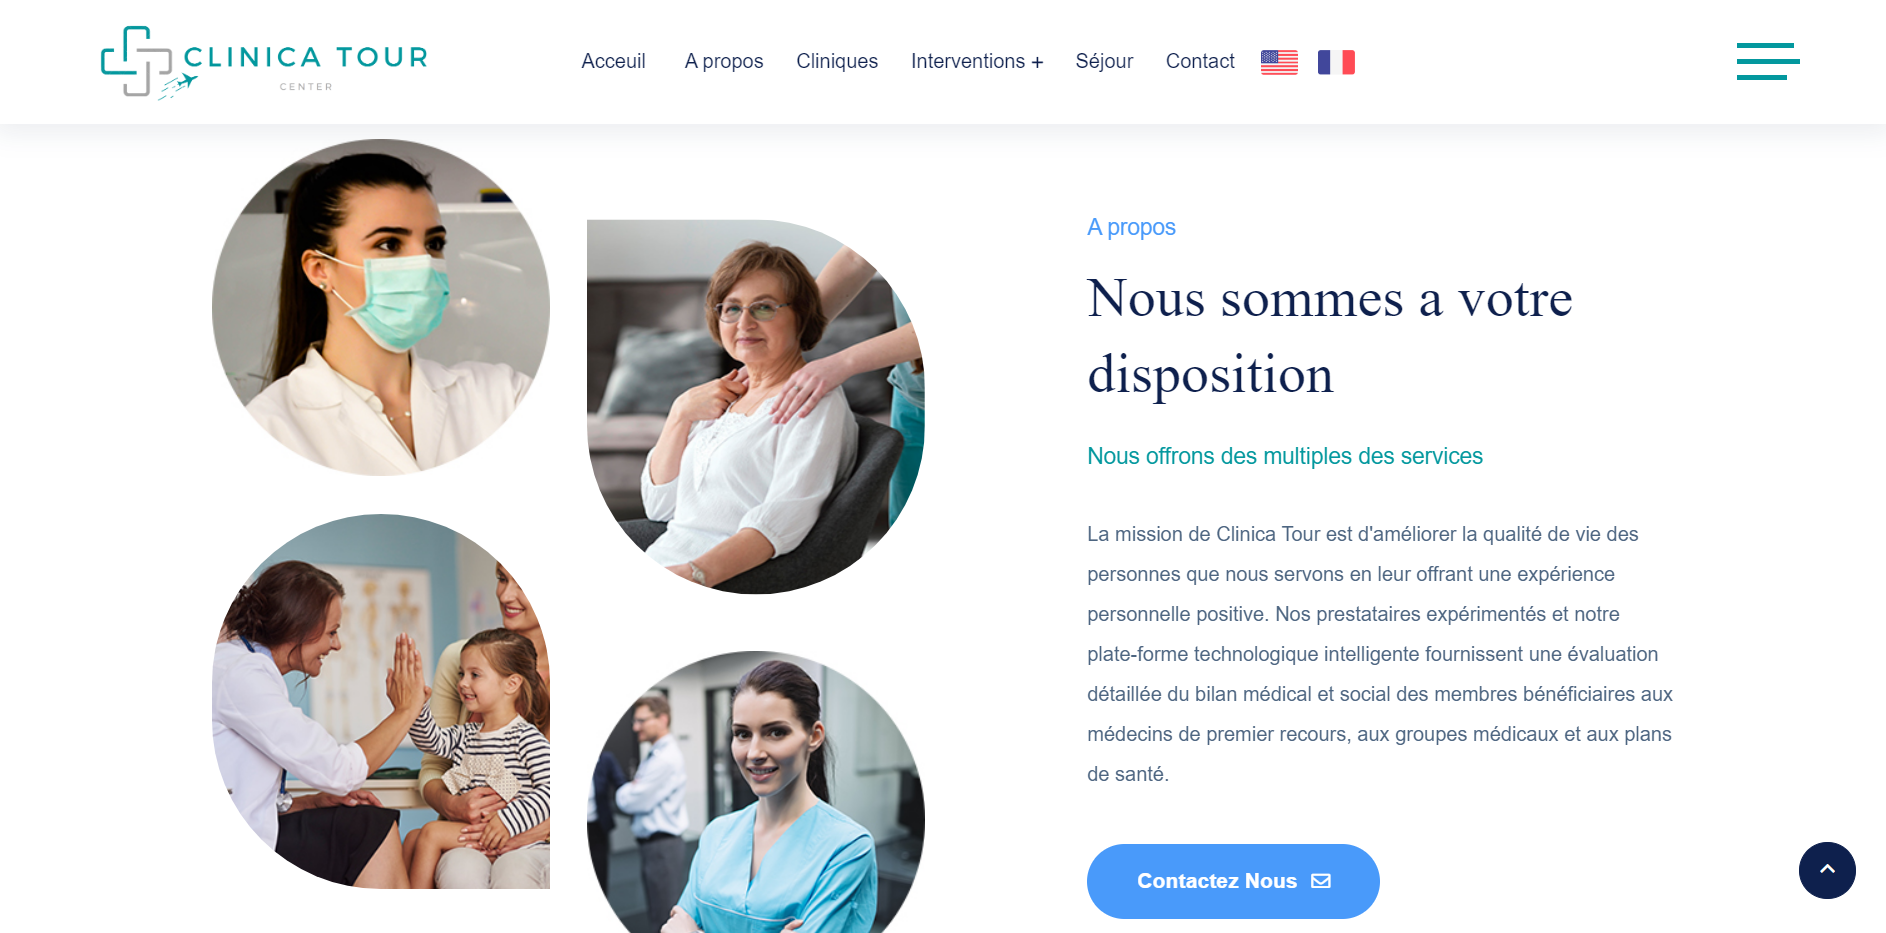 CLINICA TOUR
CENTER
Acceuil A propos Cliniques Interventions + Séjour Contact
A propos
Nous sommes a votre
disposition
Nous offrons des multiples des services
La mission de Clinica Tour est d'améliorer la qualité de vie des
personnes que nous servons en leur offrant une expérience
personnelle positive. Nos prestataires expérimentés et notre
plate-forme technologique intelligente fournissent une évaluation
détaillée du bilan médical et social des membres bénéficiaires aux
médecins de premier recours, aux groupes médicaux et aux plans
de santé.
Contactez Nous